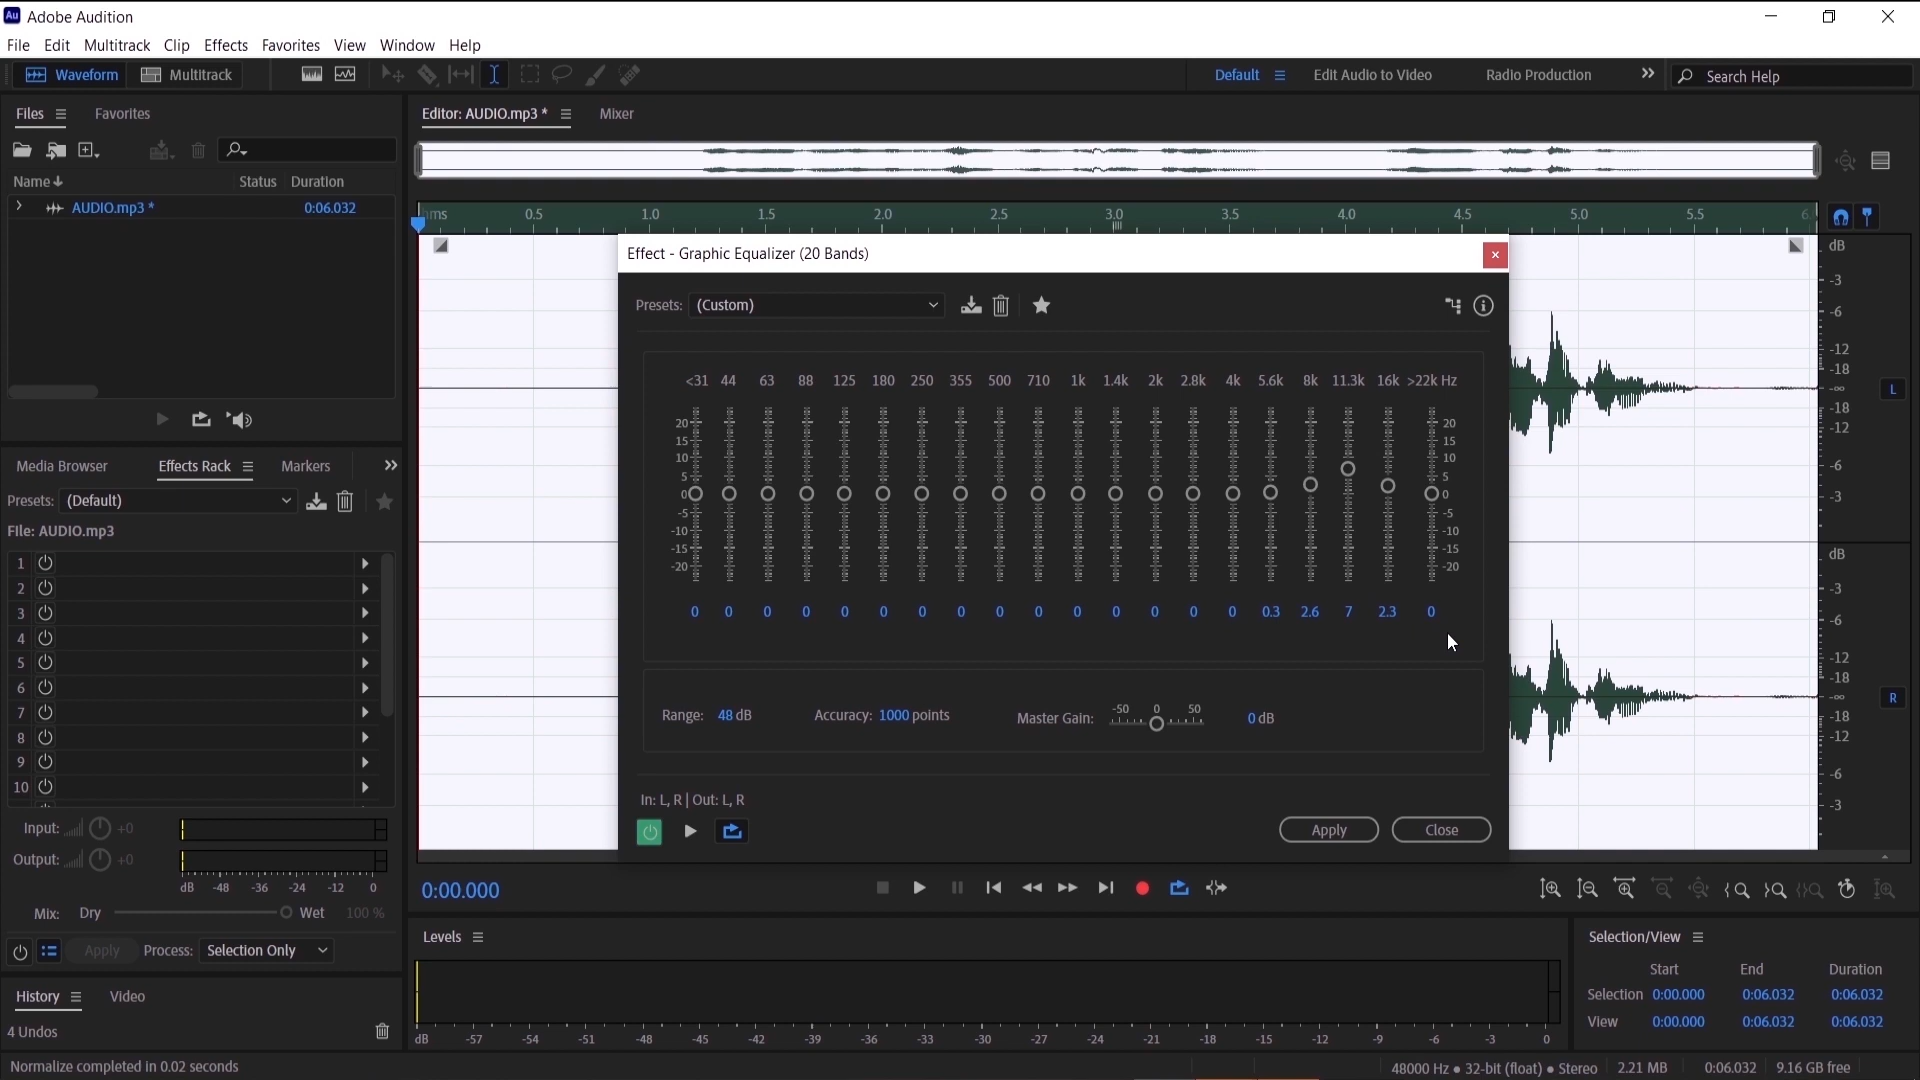 Au Adobe Audition
File Edit Multitrack Clip Effects Favorites View Window Help
Waveform Multitrack Default Edit Audio to Video Radio Production Search Help
Files Favorites
Name Status Duration
AUDIO.mp3 * 0:06.032
Editor: AUDIO.mp3 * Mixer
hms 0.5 1.0 1.5 2.0 2.5 3.0 3.5 4.0 4.5 5.0 5.5 6.
Effect - Graphic Equalizer (20 Bands)
Presets: (Custom)
<31 44 63 88 125 180 250 355 500 710 1k 1.4k 2k 2.8k 4k 5.6k 8k 11.3k 16k >22k Hz
20 20
15 15
10 10
5 5
0 0
-5 -5
-10 -10
-15 -15
-20 -20
0 0 0 0 0 0 0 0 0 0 0 0 0 0 0 0.3 2.6 7 2.3 0
Range: 48 dB Accuracy: 1000 points Master Gain: -50 0 50 0 dB
In: L, R | Out: L, R
Apply Close
dB
-3
-6
-12
-18
-∞ L
-18
-12
-6
-3
dB
-3
-6
-12
-18
-∞ R
-18
-12
-6
-3
Media Browser Effects Rack Markers
Presets: (Default)
File: AUDIO.mp3
1
2
3
4
5
6
7
8
9
10
Input: +0
Output: +0
dB -48 -36 -24 -12 0
Mix: Dry Wet 100 %
Apply Process: Selection Only
History Video
4 Undos
0:00.000
Levels
dB -57 -54 -51 -48 -45 -42 -39 -36 -33 -30 -27 -24 -21 -18 -15 -12 -9 -6 -3 0
Selection/View
Start End Duration
Selection 0:00.000 0:06.032 0:06.032
View 0:00.000 0:06.032 0:06.032
Normalize completed in 0.02 seconds
48000 Hz ● 32-bit (float) ● Stereo 2.21 MB 0:06.032 9.16 GB free